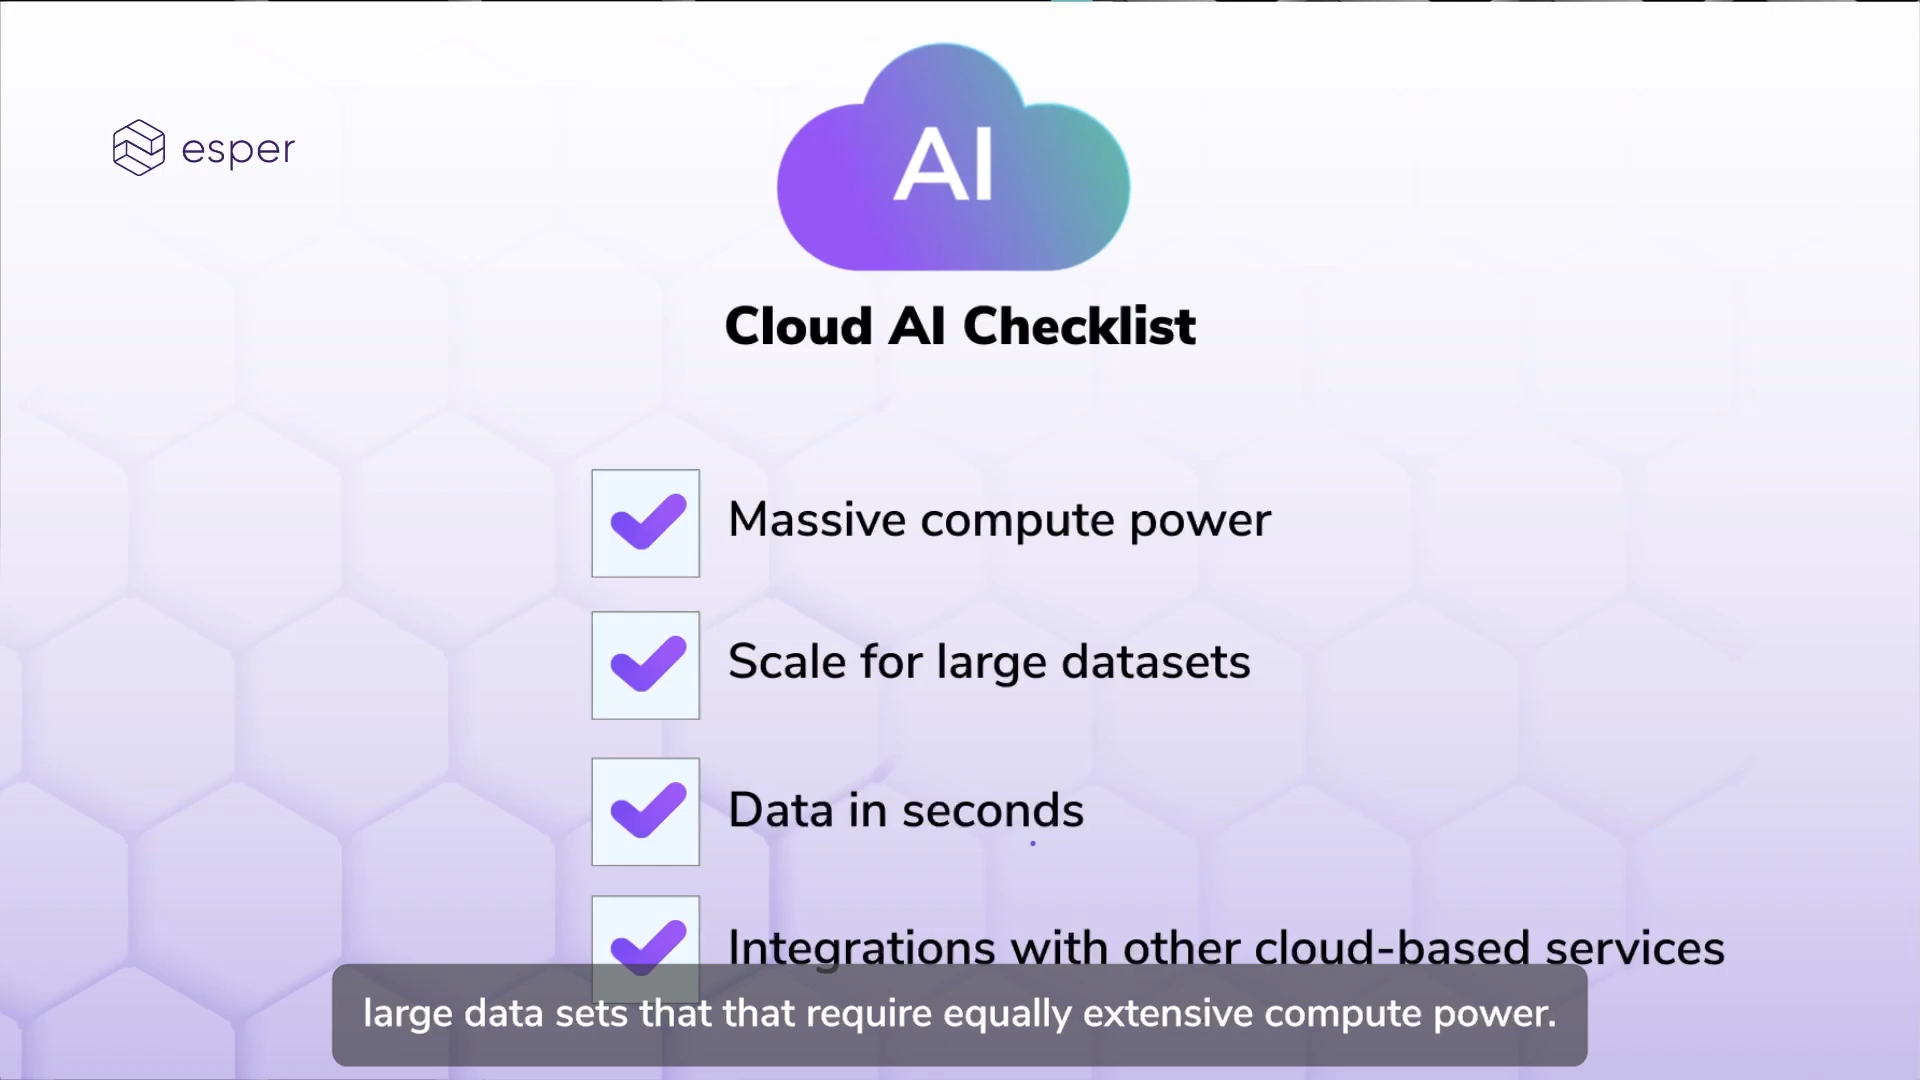 AI
esper
Cloud AI Checklist
Massive compute power
Scale for large datasets
Data in seconds
Integrations with other cloud-based services
large data sets that that require equally extensive compute power.